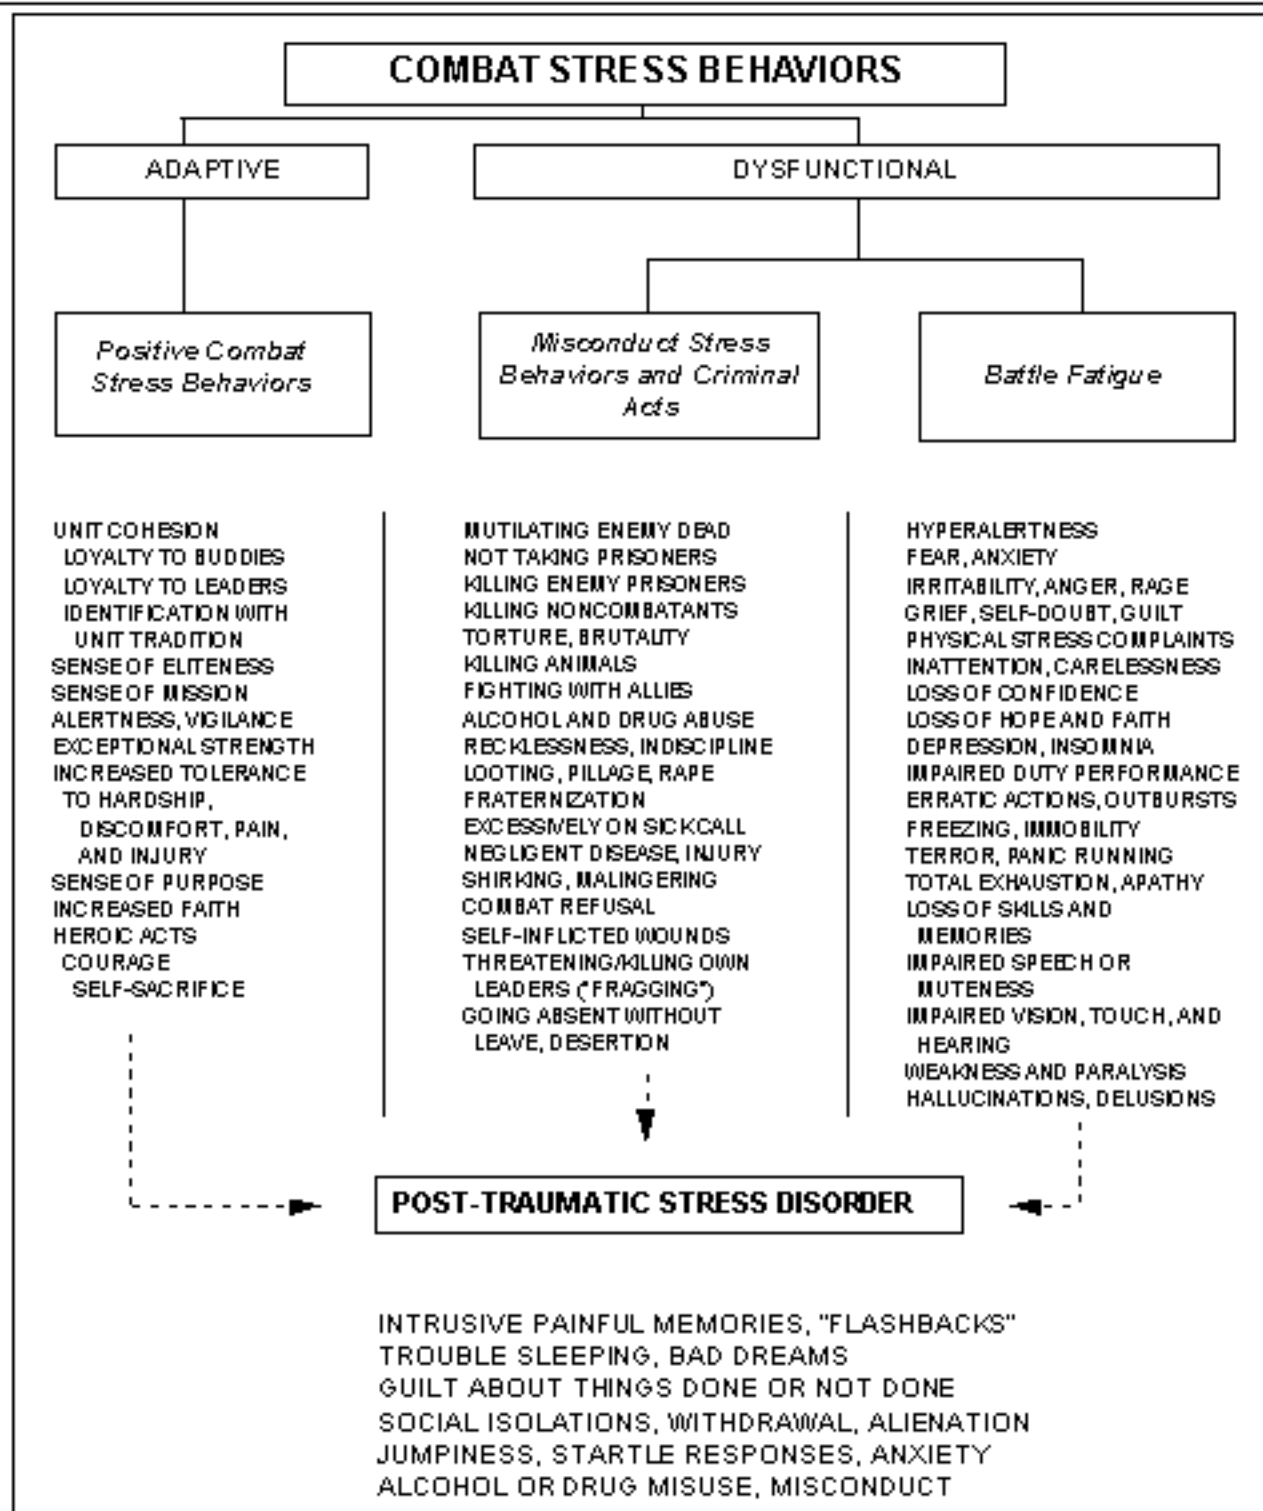 COMBAT STRESS BEHAVIORS
ADAPTIVE
DYSFUNCTIONAL
Positive Combat
Stress Behaviors
Misconduct Stress
Behaviors and Criminal
Acts
Battle Fatigue
UNIT COHESION
LOYALTY TO BUDDIES
LOYALTY TO LEADERS
IDENTIFICATION WITH
UNIT TRADITION
SENSE OF ELITENESS
SENSE OF MISSION
ALERTNESS, VIGILANCE
EXCEPTIONAL STRENGTH
INCREASED TOLERANCE
TO HARDSHIP,
DISCOMFORT, PAIN,
AND INJURY
SENSE OF PURPOSE
INCREASED FAITH
HEROIC ACTS
COURAGE
SELF-SACRIFICE
MUTILATING ENEMY DEAD
NOT TAKING PRISONERS
KILLING ENEMY PRISONERS
KILLING NONCOMBATANTS
TORTURE, BRUTALITY
KILLING ANIMALS
FIGHTING WITH ALLIES
ALCOHOL AND DRUG ABUSE
RECKLESSNESS, INDISCIPLINE
LOOTING, PILLAGE, RAPE
FRATERNIZATION
EXCESSIVELY ON SICK CALL
NEGLIGENT DISEASE, INJURY
SHIRKING, MALINGERING
COMBAT REFUSAL
SELF-INFLICTED WOUNDS
THREATENING/KILLING OWN
LEADERS ("FRAGGING")
GOING ABSENT WITHOUT
LEAVE, DESERTION
HYPERALERTNESS
FEAR, ANXIETY
IRRITABILITY, ANGER, RAGE
GRIEF, SELF-DOUBT, GUILT
PHYSICAL STRESS COMPLAINTS
INATTENTION, CARELESSNESS
LOSS OF CONFIDENCE
LOSS OF HOPE AND FAITH
DEPRESSION, INSOMNIA
IMPAIRED DUTY PERFORMANCE
ERRATIC ACTIONS, OUTBURSTS
FREEZING, IMMOBILITY
TERROR, PANIC RUNNING
TOTAL EXHAUSTION, APATHY
LOSS OF SKILLS AND
MEMORIES
IMPAIRED SPEECH OR
MUTENESS
IMPAIRED VISION, TOUCH, AND
HEARING
WEAKNESS AND PARALYSIS
HALLUCINATIONS, DELUSIONS
POST-TRAUMATIC STRESS DISORDER
INTRUSIVE PAINFUL MEMORIES, "FLASHBACKS"
TROUBLE SLEEPING, BAD DREAMS
GUILT ABOUT THINGS DONE OR NOT DONE
SOCIAL ISOLATIONS, WITHDRAWAL, ALIENATION
JUMPINESS, STARTLE RESPONSES, ANXIETY
ALCOHOL OR DRUG MISUSE, MISCONDUCT